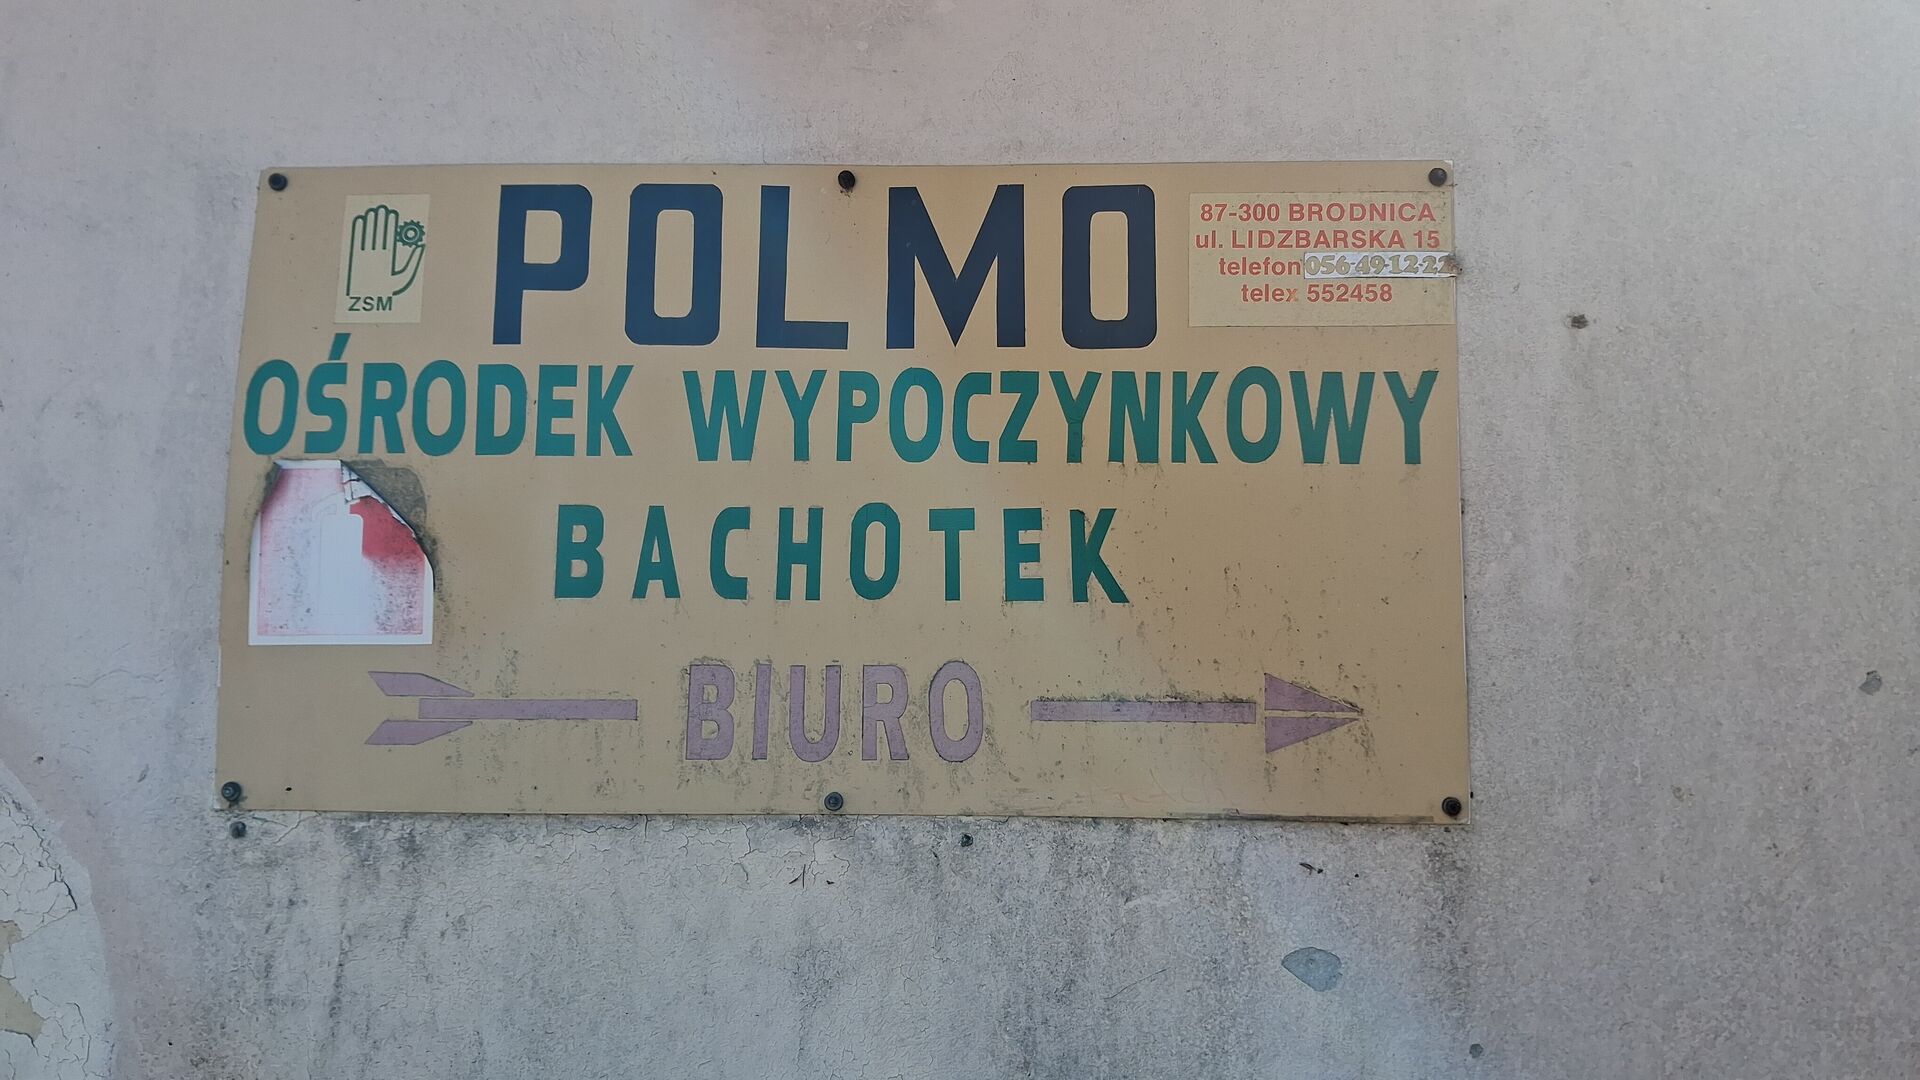 ZSM
POLMO
87-300 BRODNICA
ul. LIDZBARSKA 15
telefon 056-49-12-22
telex 552458
OŚRODEK WYPOCZYNKOWY
BACHOTEK
BIURO